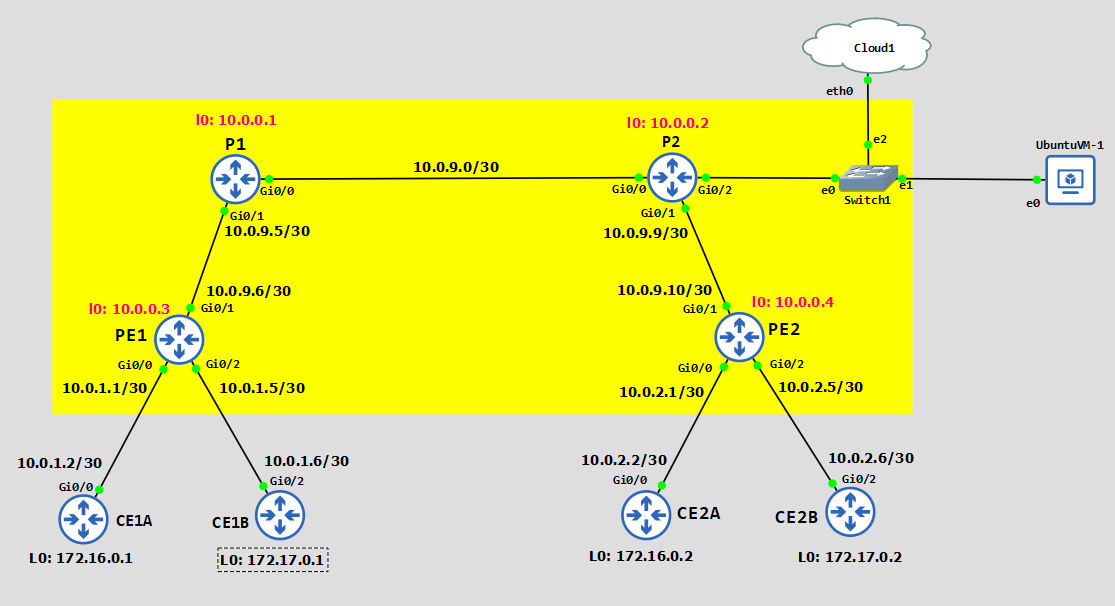 Cloud1
eth0
l0: 10.0.0.1
l0: 10.0.0.2
P1
P2
e2
UbuntuVM-1
10.0.9.0/30
Gi0/0
Gi0/0
Gi0/2
e0
e1
Switch1
e0
Gi0/1
10.0.9.5/30
Gi0/1
10.0.9.9/30
10.0.9.6/30
10.0.9.10/30
l0: 10.0.0.3
Gi0/1
Gi0/1
l0: 10.0.0.4
PE1
PE2
Gi0/0
Gi0/2
Gi0/0
Gi0/2
10.0.1.1/30
10.0.1.5/30
10.0.2.1/30
10.0.2.5/30
10.0.1.2/30
10.0.1.6/30
10.0.2.2/30
10.0.2.6/30
Gi0/0
Gi0/2
Gi0/0
Gi0/2
CE1A
CE1B
CE2A
CE2B
L0: 172.16.0.1
L0: 172.17.0.1
L0: 172.16.0.2
L0: 172.17.0.2